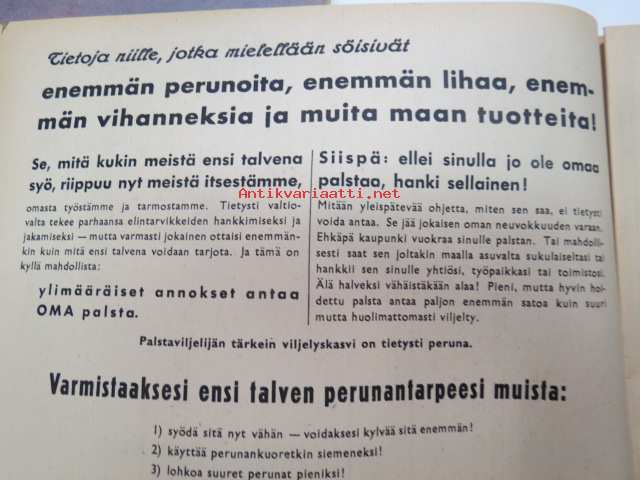 Tietoja niille, jotka mielellään söisivät
enemmän perunoita, enemmän lihaa, enem-
män vihanneksia ja muita maan tuotteita!
Se, mitä kukin meistä ensi talvena
syö, riippuu nyt meistä itsestämme,
omasta työstämme ja tarmostamme. Tietysti valtio-
valta tekee parhaansa elintarvikkeiden hankkimiseksi ja
jakamiseksi — mutta varmasti jokainen ottaisi enemmän-
kin kuin mitä ensi talvena voidaan tarjota. Ja tämä on
kyllä mahdollista:
ylimääräiset annokset antaa
OMA palsta.
Siispä: ellei sinulla jo ole omaa
palstaa, hanki sellainen!
Mitään yleispätevää ohjetta, miten sen saa, ei tietysti
voida antaa. Se jää jokaisen oman neuvokkuuden varaan.
Ehkäpä kaupunki vuokraa sinulle palstan. Tai mahdol-
lisesti saat sen joltakin maalla asuvalta sukulaiseltasi tai
hankkii sen sinulle yhtiösi, työpaikkasi tai toimistosi.
Älä halveksi vähäistäkään alaa! Pieni, mutta hyvin hoi-
dettu palsta antaa paljon enemmän satoa kuin suuri
mutta huolimattomasti viljelty.
Antikvariaatti.net
Palstaviljelijän tärkein viljelyskasvi on tietysti peruna.
Varmistaaksesi ensi talven perunantarpeesi muista:
1) syödä sitä nyt vähän — voidaksesi kylvää sitä enemmän!
2) käyttää perunankuoretkin siemeneksi!
3) lohkoa suuret perunat pieniksi!